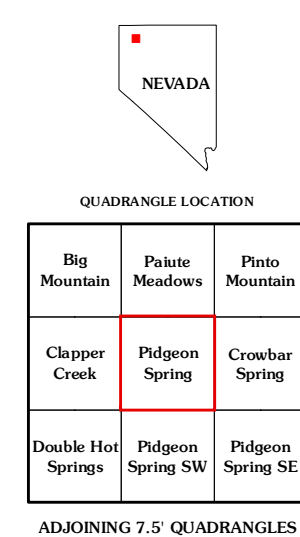 NEVADA
QUADRANGLE LOCATION
Big Mountain
Paiute Meadows
Pinto Mountain
Clapper Creek
Pidgeon Spring
Crowbar Spring
Double Hot Springs
Pidgeon Spring SW
Pidgeon Spring SE
ADJOINING 7.5' QUADRANGLES